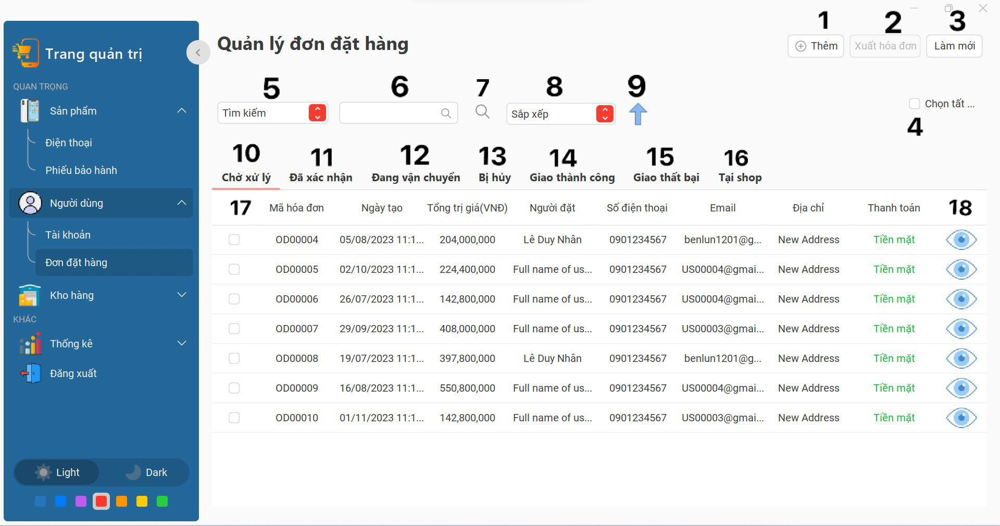 1 2 3
Trang quản trị
Quản lý đơn đặt hàng
Thêm Xuất hóa đơn Làm mới
QUAN TRỌNG
Sản phẩm
Điện thoại
Phiếu bảo hành
Người dùng
Tài khoản
Đơn đặt hàng
Kho hàng
KHÁC
Thống kê
Đăng xuất
Light Dark
5 6 7 8 9
Tìm kiếm Sắp xếp Chọn tất ...
4
10 11 12 13 14 15 16
Chờ xử lý Đã xác nhận Đang vận chuyển Bị hủy Giao thành công Giao thất bại Tại shop
17 Mã hóa đơn Ngày tạo Tổng trị giá(VNĐ) Người đặt Số điện thoại Email Địa chỉ Thanh toán 18
OD00004 05/08/2023 11:1... 204,000,000 Lê Duy Nhân 0901234567 benlun1201@g... New Address Tiền mặt
OD00005 02/10/2023 11:1... 224,400,000 Full name of us... 0901234567 US00004@gmai... New Address Tiền mặt
OD00006 26/07/2023 11:1... 142,800,000 Full name of us... 0901234567 US00004@gmai... New Address Tiền mặt
OD00007 29/09/2023 11:1... 408,000,000 Full name of us... 0901234567 US00003@gmai... New Address Tiền mặt
OD00008 19/07/2023 11:1... 397,800,000 Lê Duy Nhân 0901234567 benlun1201@g... New Address Tiền mặt
OD00009 16/08/2023 11:1... 550,800,000 Full name of us... 0901234567 US00004@gmai... New Address Tiền mặt
OD00010 01/11/2023 11:1... 142,800,000 Full name of us... 0901234567 US00003@gmai... New Address Tiền mặt